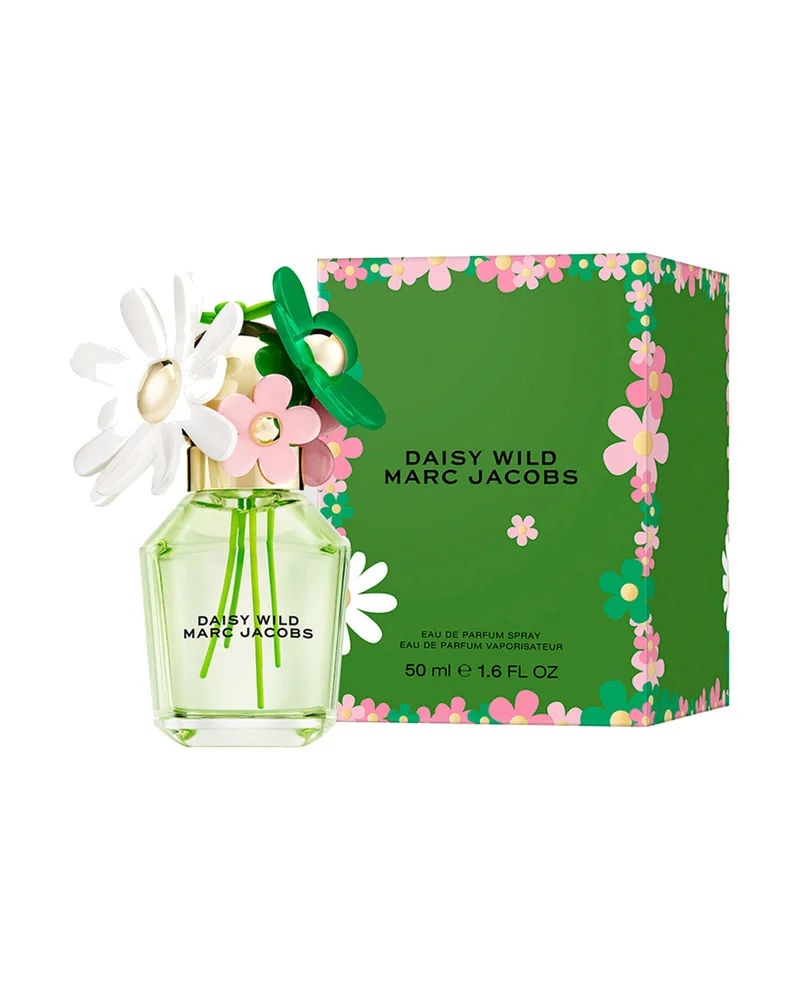 DAISY WILD
MARC JACOBS
DAISY WILD
MARC JACOBS
EAU DE PARFUM SPRAY
EAU DE PARFUM VAPORISATEUR
50 ml ℮ 1.6 FL OZ